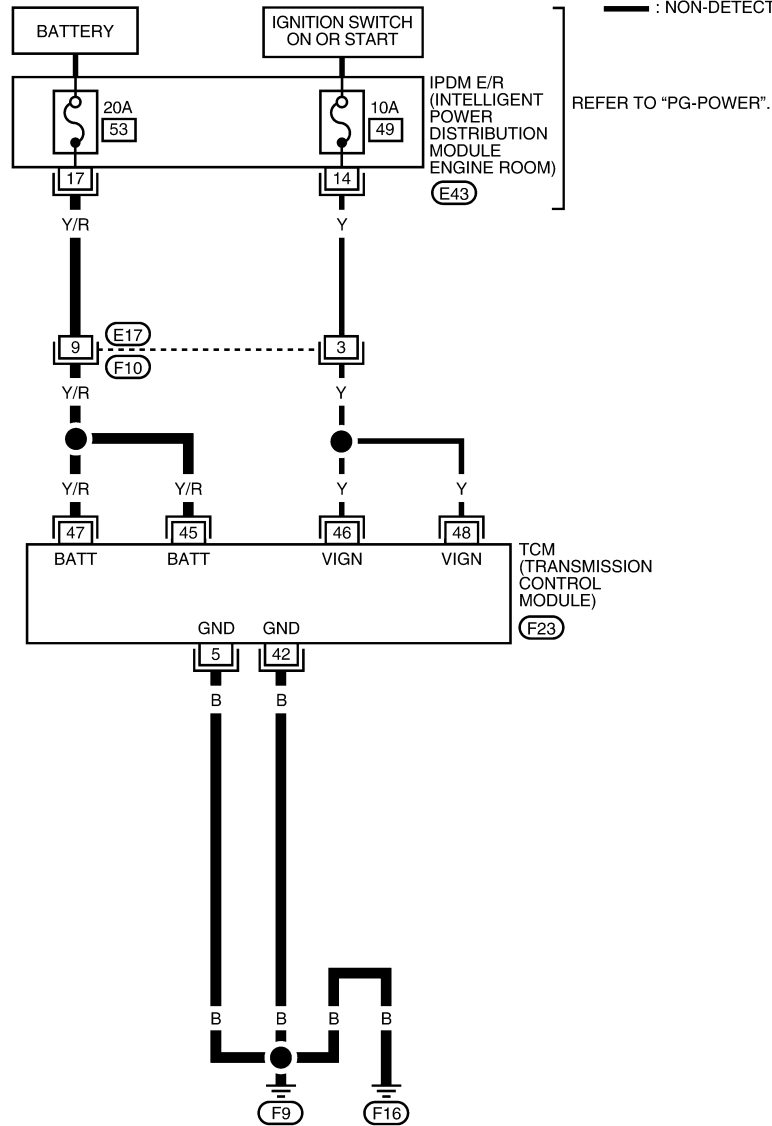 : NON-DETECT
BATTERY
IGNITION SWITCH
ON OR START
20A
53
10A
49
IPDM E/R
(INTELLIGENT
POWER
DISTRIBUTION
MODULE
ENGINE ROOM)
E43
REFER TO “PG-POWER”.
17
14
Y/R
Y
9
E17
F10
3
Y/R
Y
Y/R
Y/R
Y
Y
47
45
46
48
BATT
BATT
VIGN
VIGN
TCM
(TRANSMISSION
CONTROL
MODULE)
F23
GND
GND
5
42
B
B
B
B
B
B
F9
F16